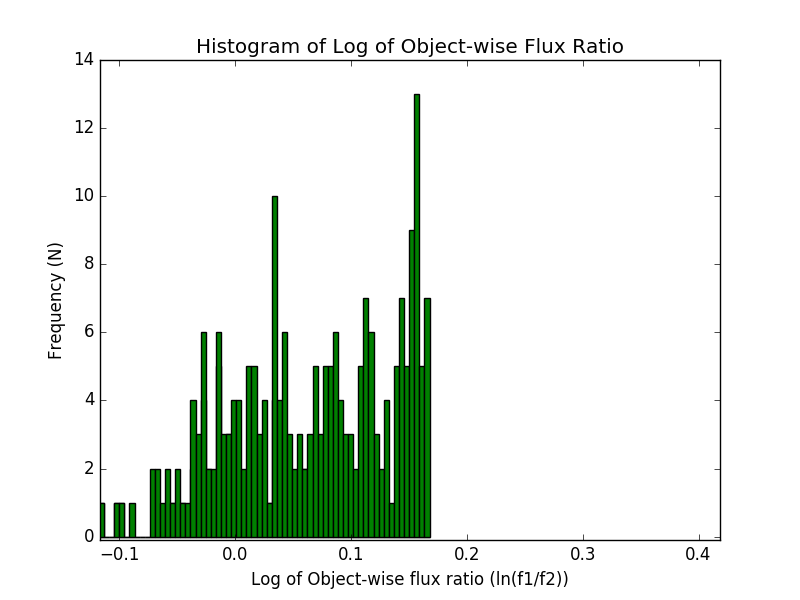 Histogram of Log of Object-wise Flux Ratio
14
12
10
8
6
4
2
0
Frequency (N)
−0.1 0.0 0.1 0.2 0.3 0.4
Log of Object-wise flux ratio (ln(f1/f2))